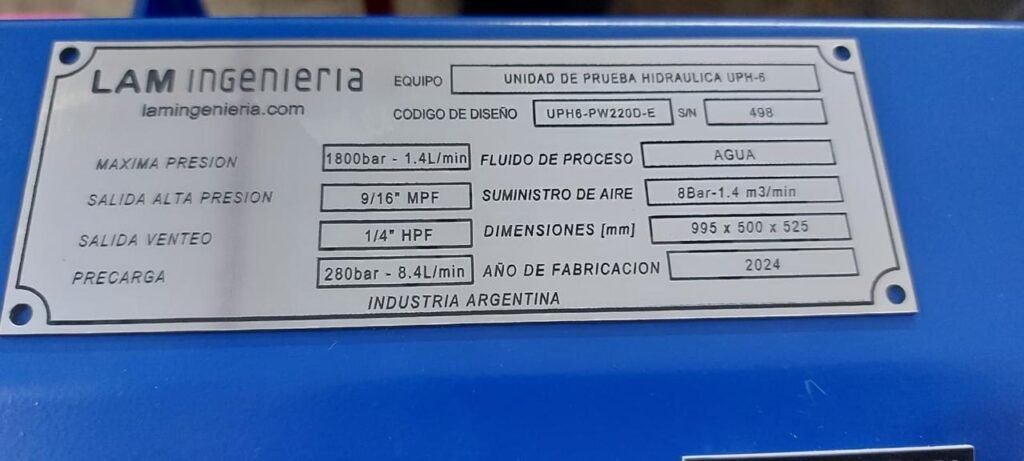 LAM INGENIERIA
lamingenieria.com
EQUIPO UNIDAD DE PRUEBA HIDRAULICA UPH-6
CODIGO DE DISEÑO UPH6-PW220D-E S/N 498
MAXIMA PRESION 1800bar - 1.4L/min FLUIDO DE PROCESO AGUA
SALIDA ALTA PRESION 9/16" MPF SUMINISTRO DE AIRE 8Bar-1.4 m3/min
SALIDA VENTEO 1/4" HPF DIMENSIONES [mm] 995 x 500 x 525
PRECARGA 280bar - 8.4L/min AÑO DE FABRICACION 2024
INDUSTRIA ARGENTINA